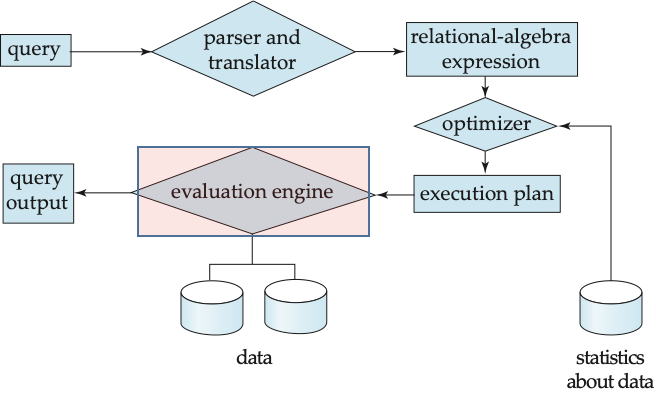 query
parser and
translator
relational-algebra
expression
optimizer
query
output
evaluation engine
execution plan
data
statistics
about data